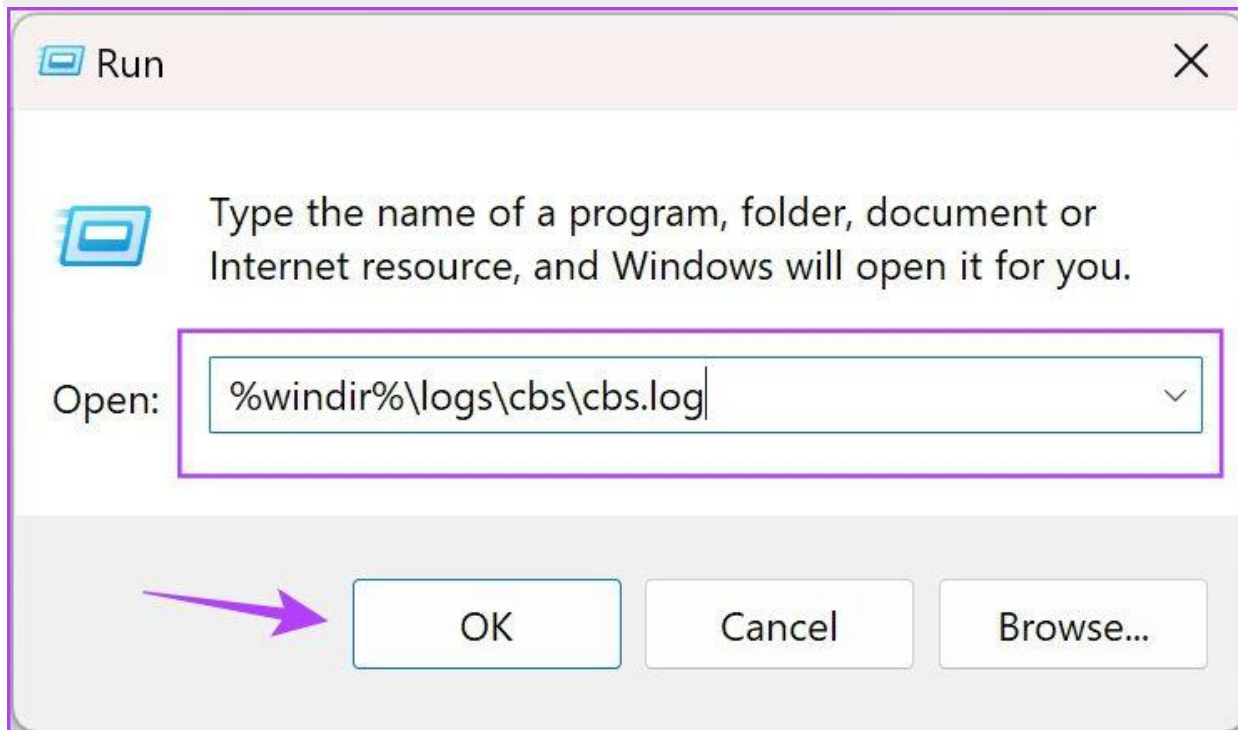 Run
Type the name of a program, folder, document or
Internet resource, and Windows will open it for you.
Open: %windir%\logs\cbs\cbs.log
OK Cancel Browse...